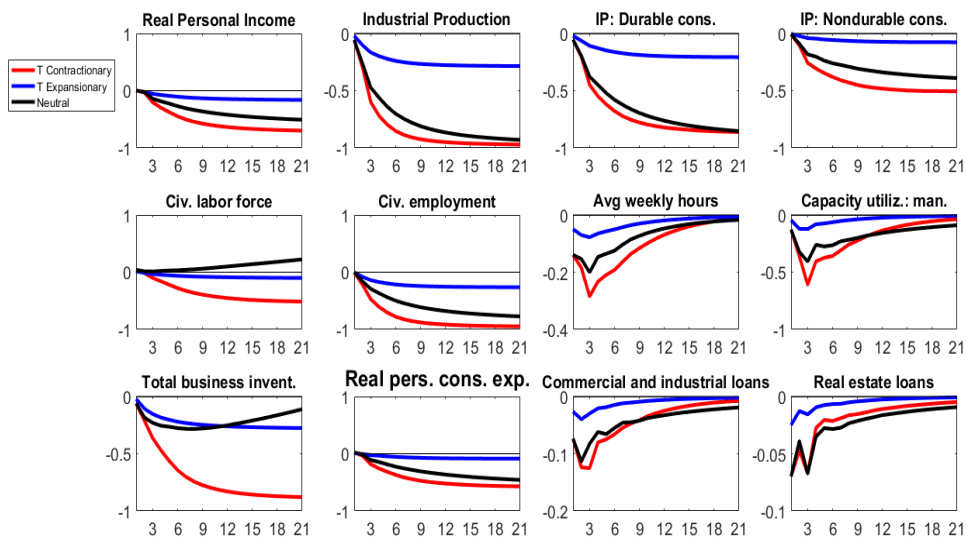 Real Personal Income
Industrial Production
IP: Durable cons.
IP: Nondurable cons.
T Contractionary
T Expansionary
Neutral
1
0
-1
3 6 9 12 15 18 21
0
-0.5
-1
3 6 9 12 15 18 21
0
-0.5
-1
3 6 9 12 15 18 21
0
-0.5
-1
3 6 9 12 15 18 21
Civ. labor force
Civ. employment
Avg weekly hours
Capacity utiliz.: man.
1
0
-1
3 6 9 12 15 18 21
1
0
-1
3 6 9 12 15 18 21
0
-0.2
-0.4
3 6 9 12 15 18 21
0
-0.5
-1
3 6 9 12 15 18 21
Total business invent.
Real pers. cons. exp.
Commercial and industrial loans
Real estate loans
0
-0.5
-1
3 6 9 12 15 18 21
1
0
-1
3 6 9 12 15 18 21
0
-0.1
-0.2
3 6 9 12 15 18 21
0
-0.05
-0.1
3 6 9 12 15 18 21